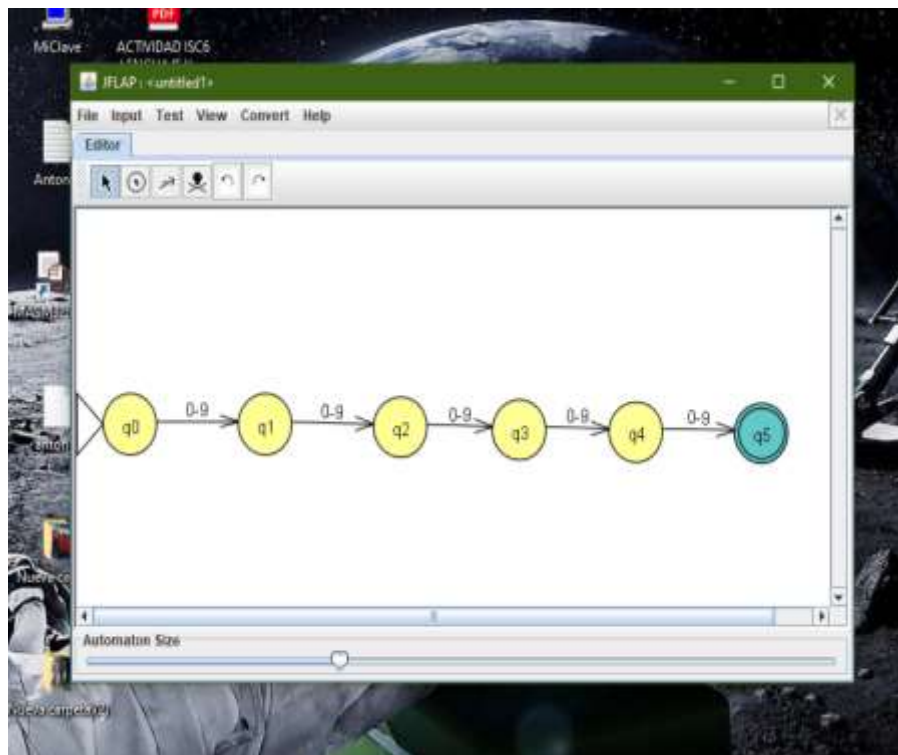 MiClave
PDF
ACTIVIDAD ISC6
JFLAP : <untitled1>
File Input Test View Convert Help
Editor
Anton
q0 0-9 q1 0-9 q2 0-9 q3 0-9 q4 0-9 q5
Automaton Size